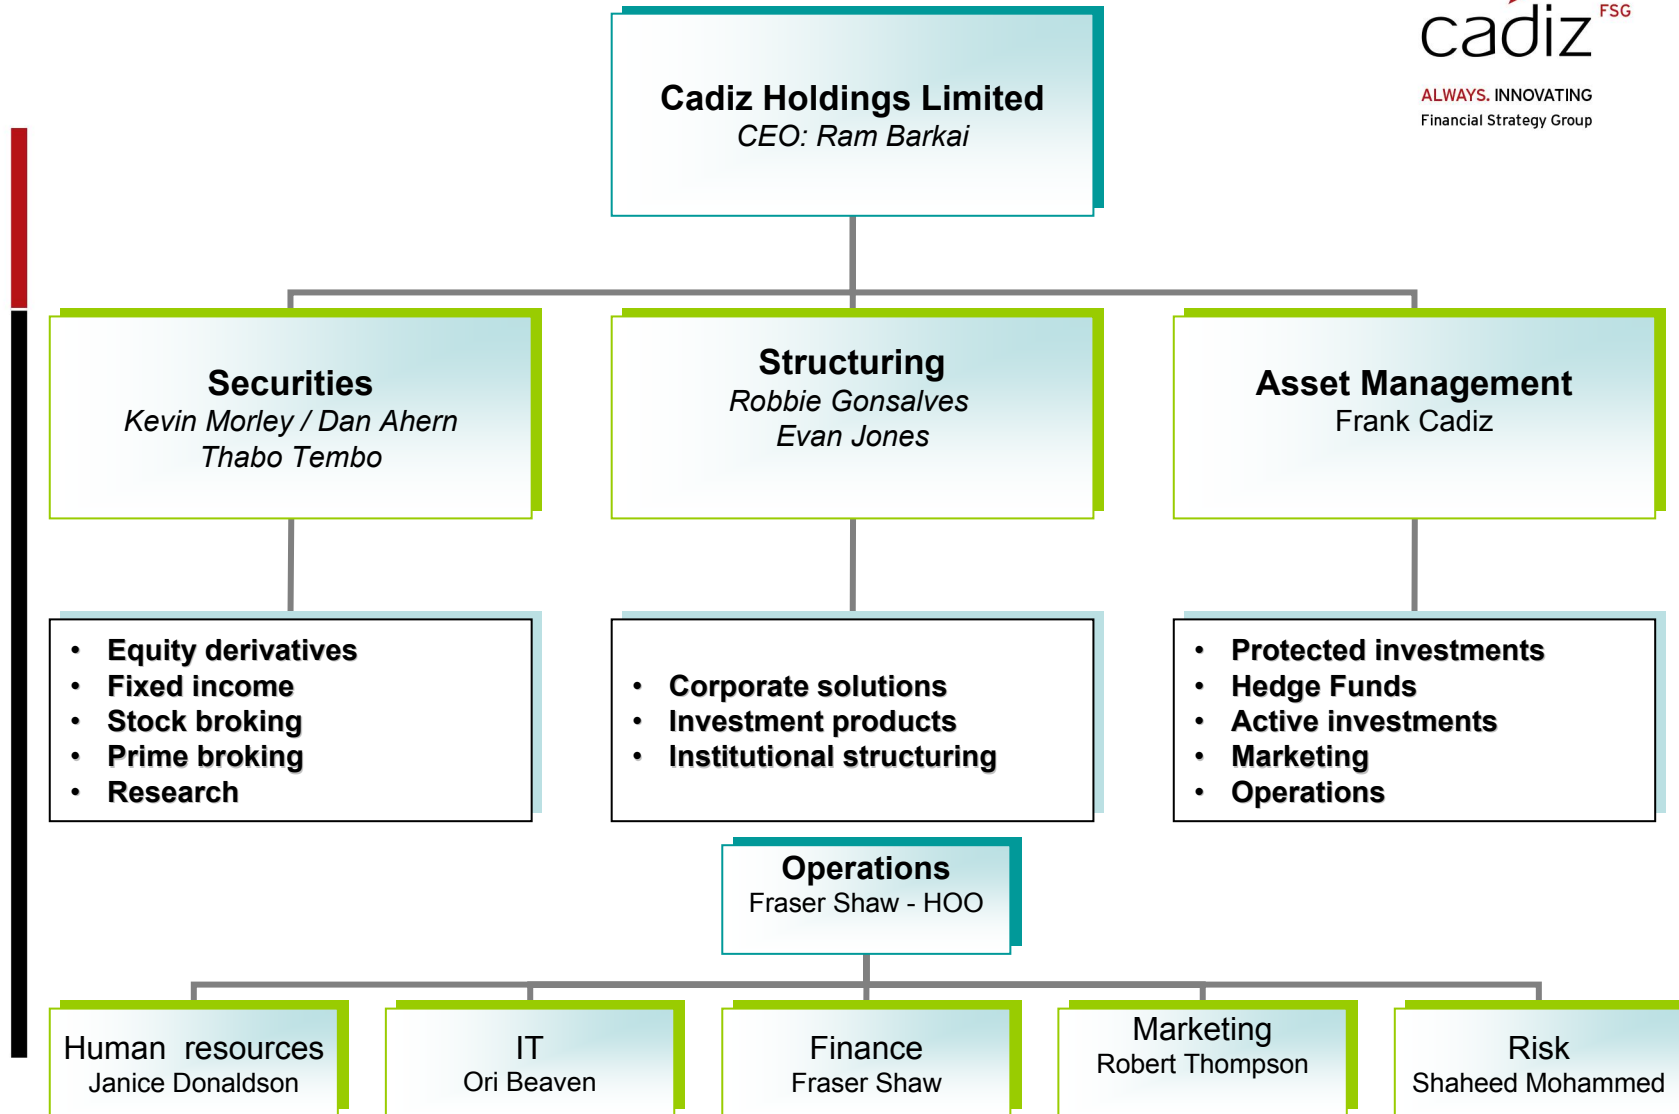 cadiz FSG
ALWAYS. INNOVATING
Financial Strategy Group
Cadiz Holdings Limited
CEO: Ram Barkai
Securities
Kevin Morley / Dan Ahern
Thabo Tembo
Structuring
Robbie Gonsalves
Evan Jones
Asset Management
Frank Cadiz
• Equity derivatives
• Fixed income
• Stock broking
• Prime broking
• Research
• Corporate solutions
• Investment products
• Institutional structuring
• Protected investments
• Hedge Funds
• Active investments
• Marketing
• Operations
Operations
Fraser Shaw - HOO
Human resources
Janice Donaldson
IT
Ori Beaven
Finance
Fraser Shaw
Marketing
Robert Thompson
Risk
Shaheed Mohammed